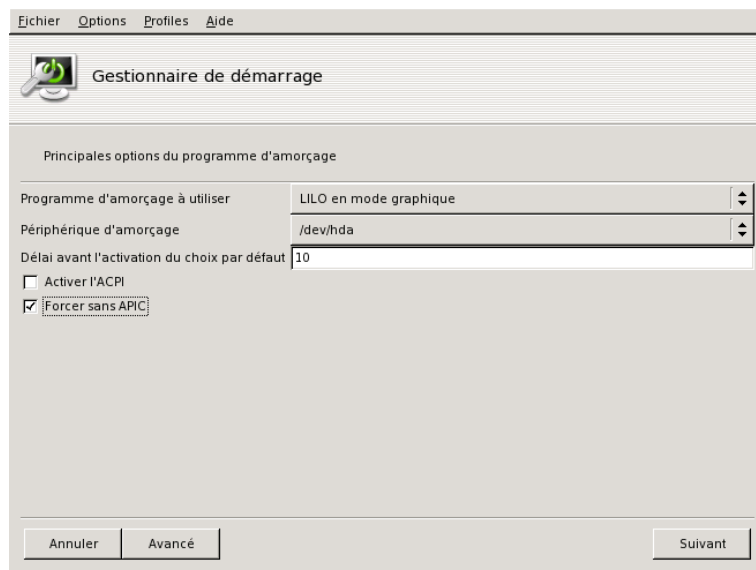 Fichier Options Profiles Aide
Gestionnaire de démarrage
Principales options du programme d'amorçage
Programme d'amorçage à utiliser LILO en mode graphique
Périphérique d'amorçage /dev/hda
Délai avant l'activation du choix par défaut 10
Activer l'ACPI
Forcer sans APIC
Annuler Avancé Suivant